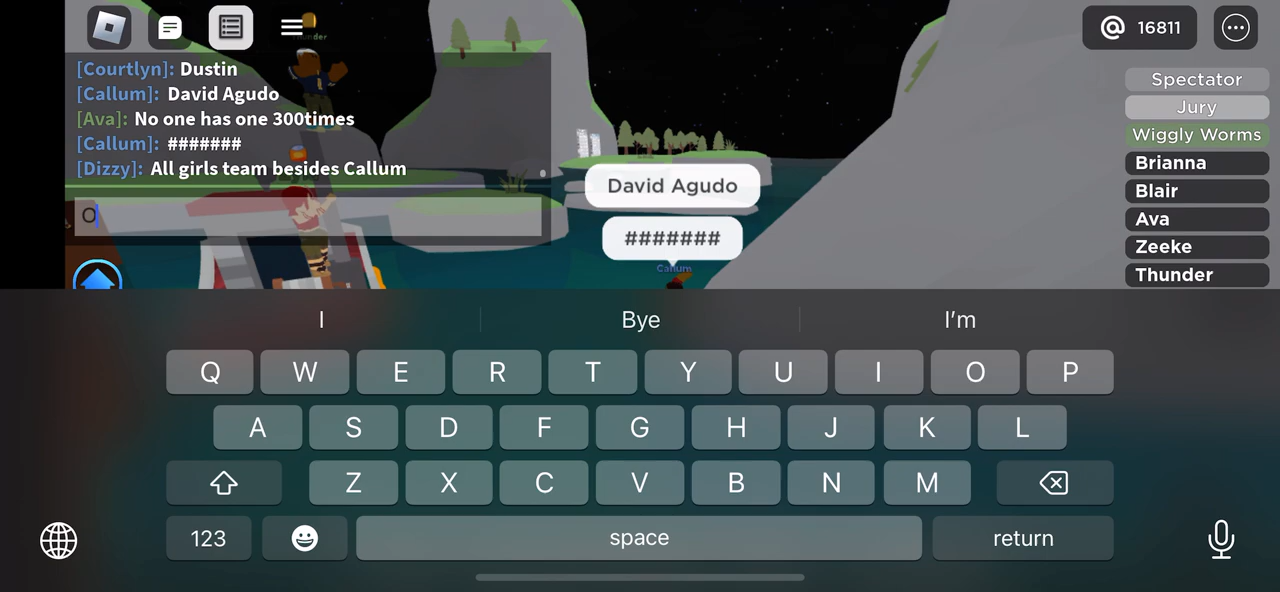 16811
[Courtlyn]: Dustin
[Callum]: David Agudo
[Ava]: No one has one 300times
[Callum]: #######
[Dizzy]: All girls team besides Callum
O
David Agudo
#######
Callum
Spectator
Jury
Wiggly Worms
Brianna
Blair
Ava
Zeeke
Thunder
I Bye I'm
Q W E R T Y U I O P
A S D F G H J K L
Z X C V B N M
123 space return